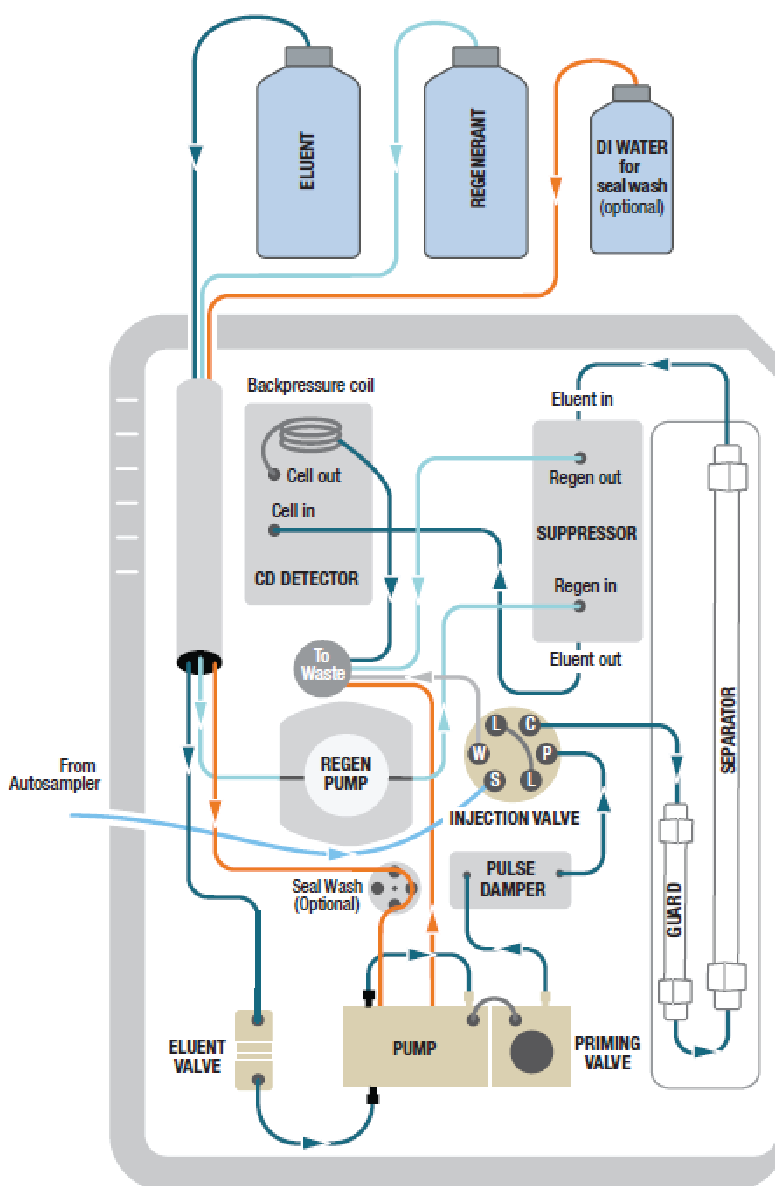 ELUENT
REGENERANT
DI WATER
for
seal wash
(optional)
Backpressure coil
Cell out
Cell in
CD DETECTOR
Eluent in
Regen out
SUPPRESSOR
Regen in
Eluent out
SEPARATOR
To
Waste
REGEN
PUMP
L
C
W
P
S
L
INJECTION VALVE
From
Autosampler
Seal Wash
(Optional)
PULSE
DAMPER
GUARD
ELUENT
VALVE
PUMP
PRIMING
VALVE